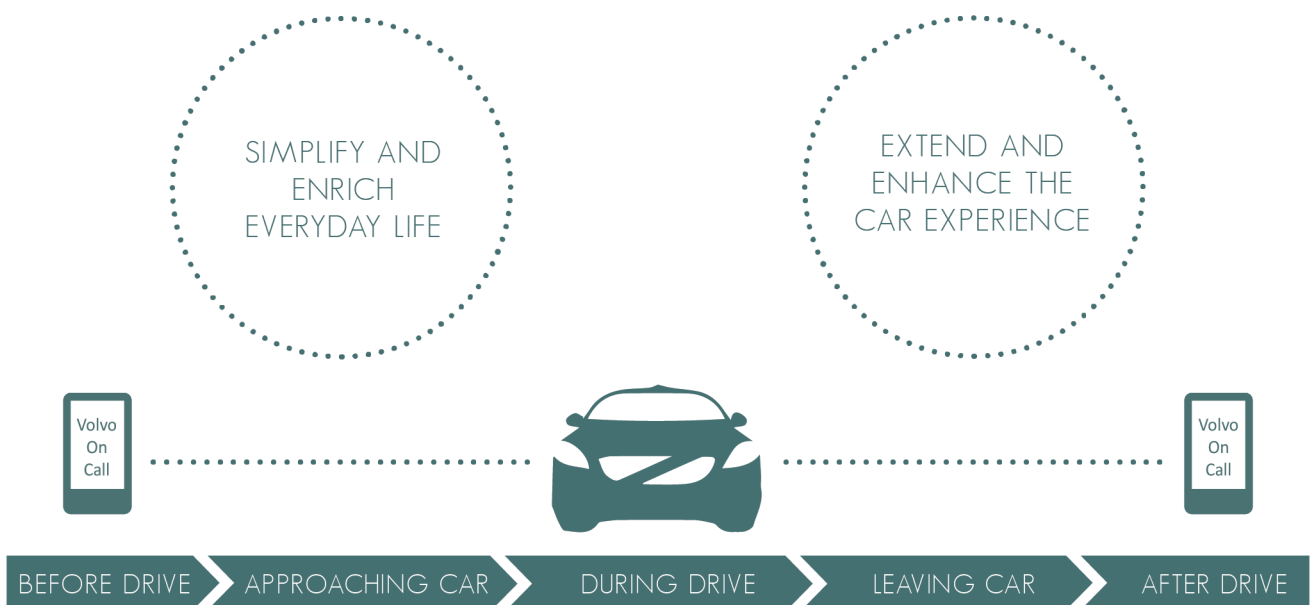 SIMPLIFY AND
ENRICH
EVERYDAY LIFE
EXTEND AND
ENHANCE THE
CAR EXPERIENCE
Volvo
On
Call
Volvo
On
Call
BEFORE DRIVE
APPROACHING CAR
DURING DRIVE
LEAVING CAR
AFTER DRIVE